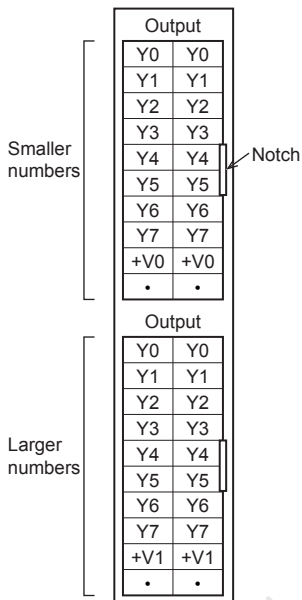 Output
Y0 Y0
Y1 Y1
Y2 Y2
Y3 Y3
Smaller
numbers
Y4 Y4
Notch
Y5 Y5
Y6 Y6
Y7 Y7
+V0 +V0
• •
Output
Y0 Y0
Y1 Y1
Y2 Y2
Y3 Y3
Larger
numbers
Y4 Y4
Y5 Y5
Y6 Y6
Y7 Y7
+V1 +V1
• •